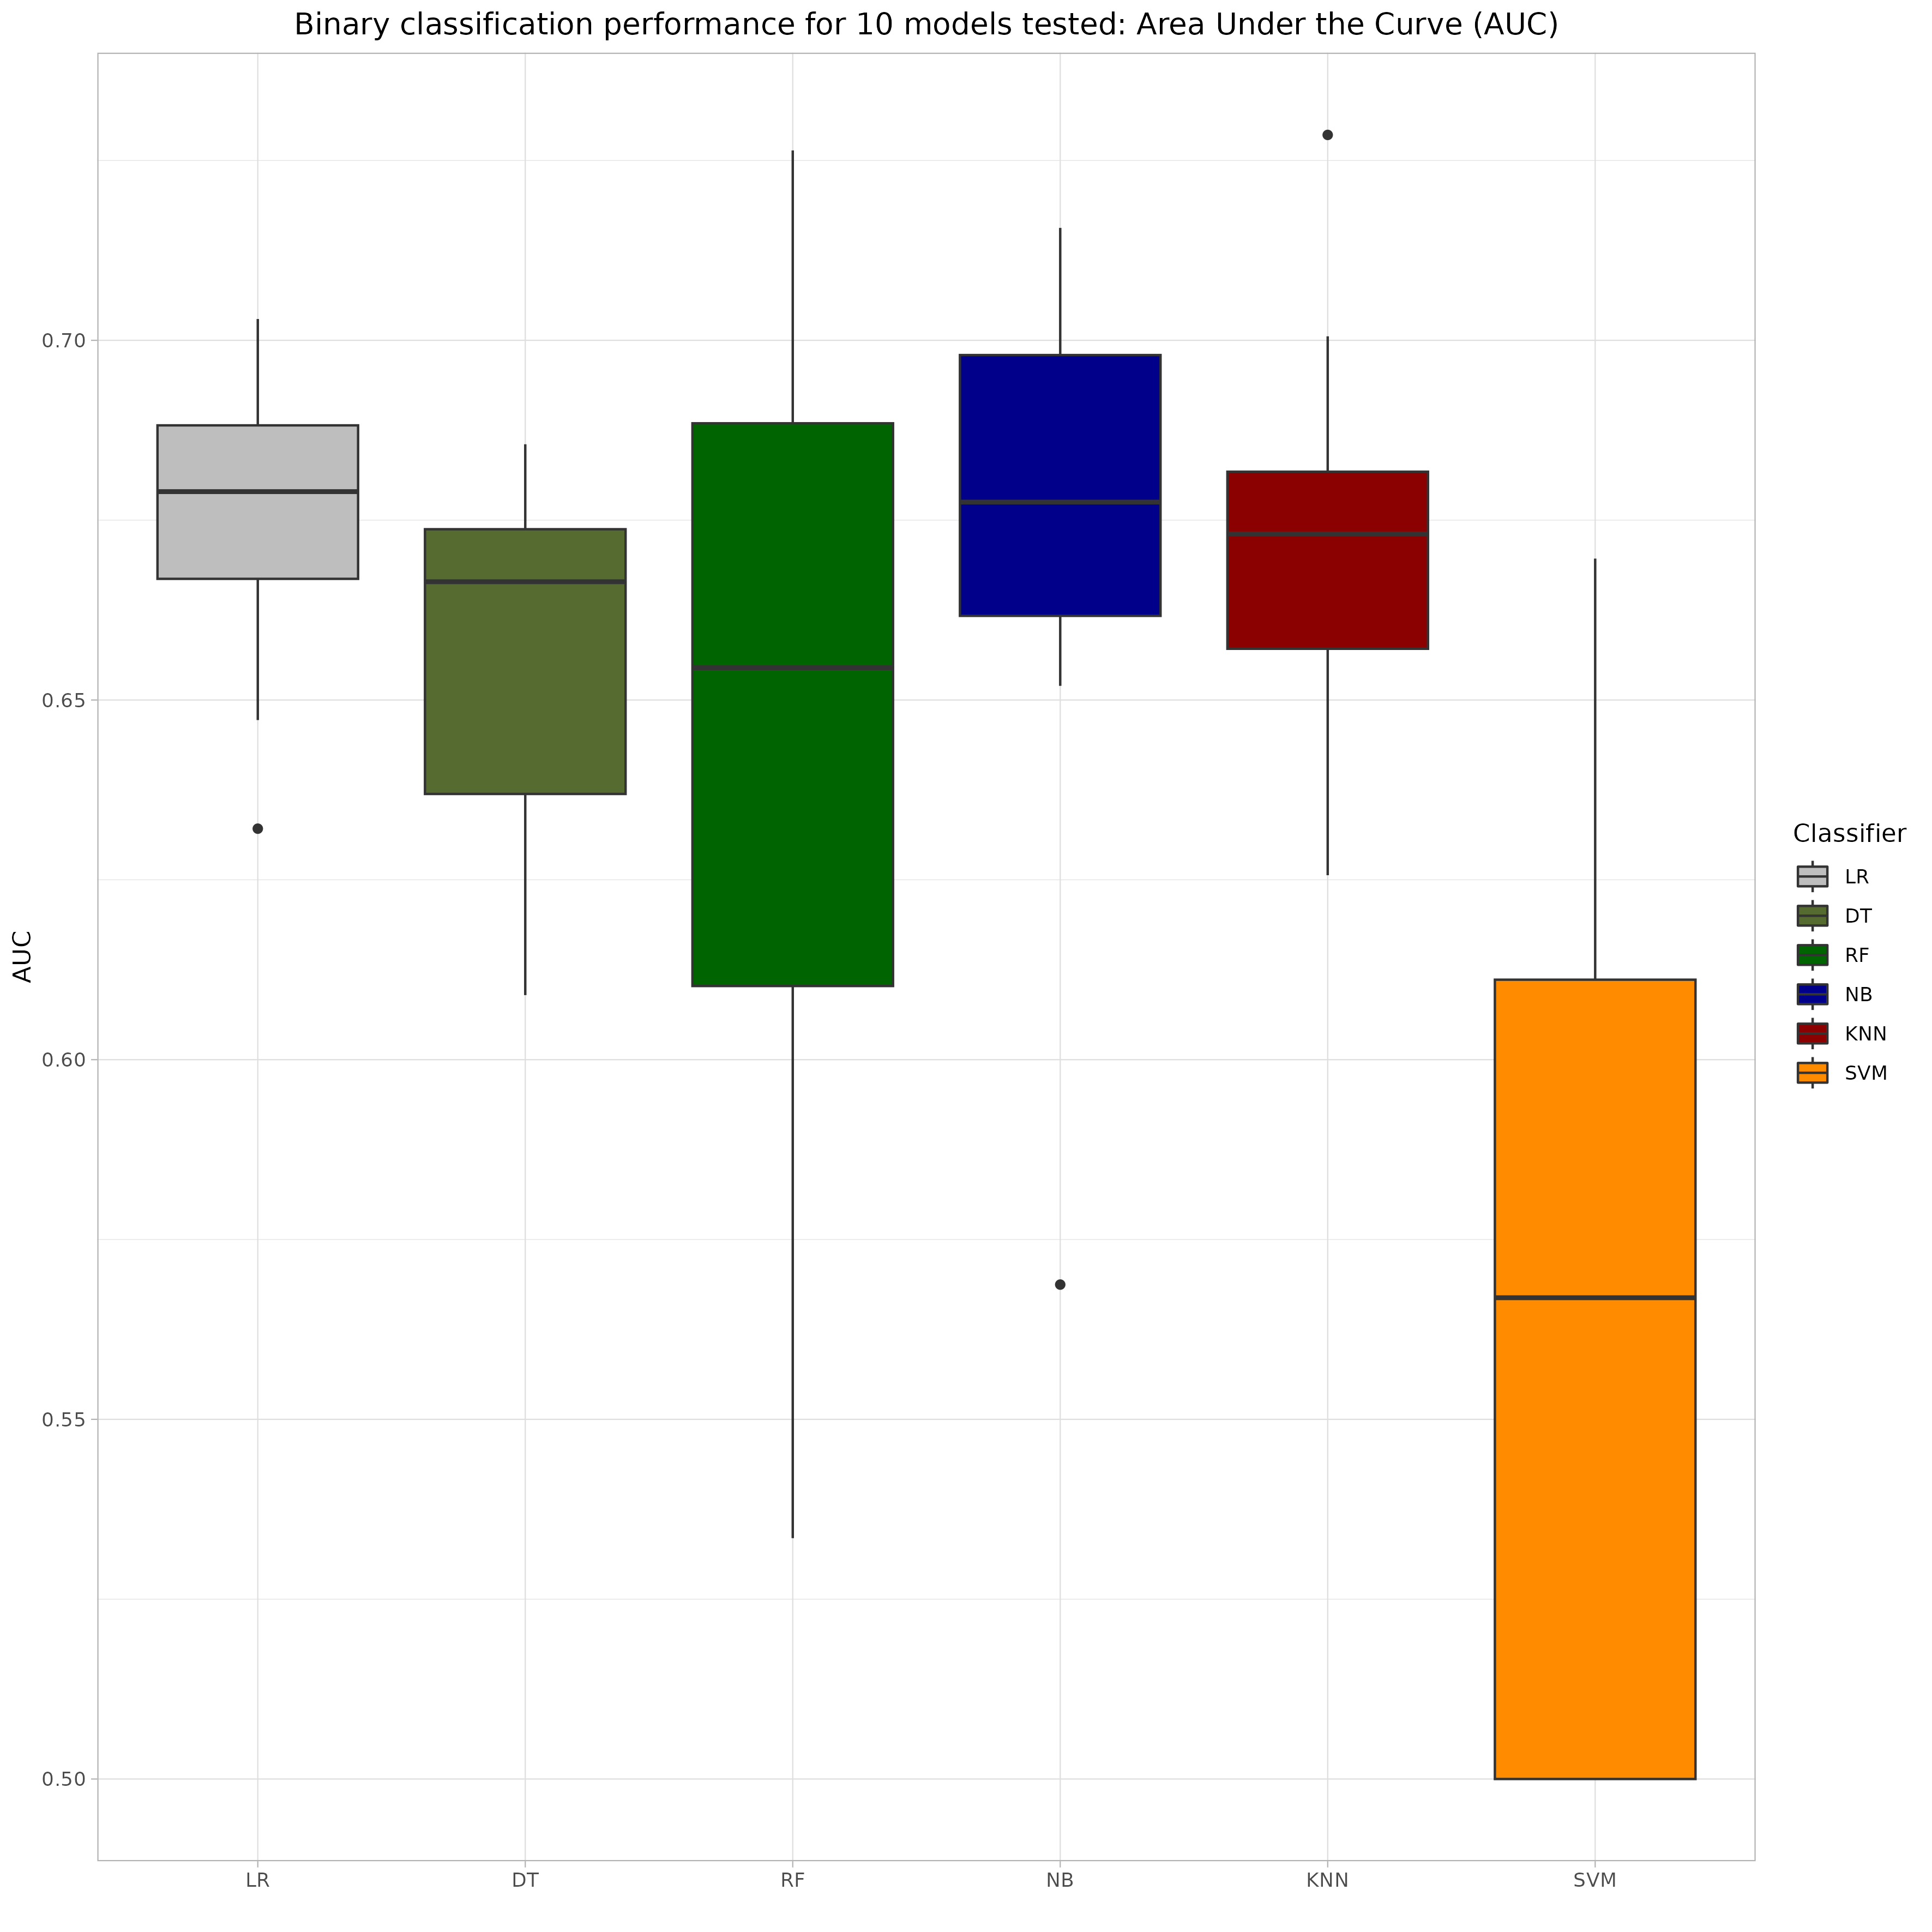 Binary classification performance for 10 models tested: Area Under the Curve (AUC)
AUC
0.70
0.65
0.60
0.55
0.50
LR
DT
RF
NB
KNN
SVM
Classifier
LR
DT
RF
NB
KNN
SVM